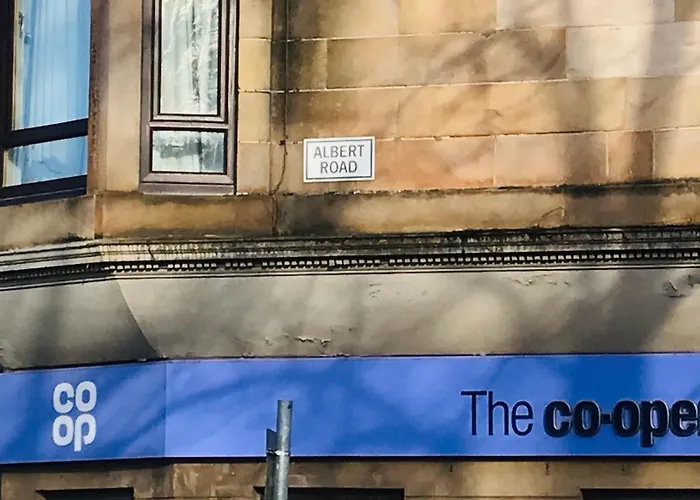 ALBERT
ROAD
co
op
The co-oper